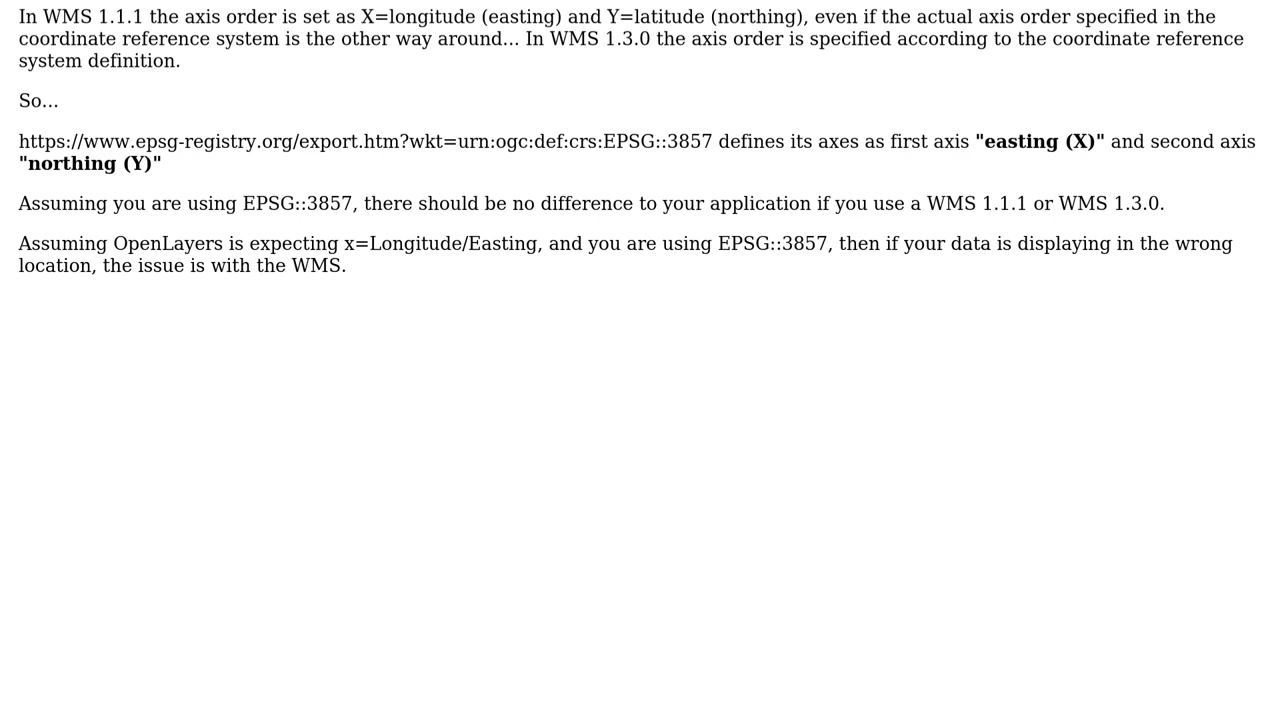 In WMS 1.1.1 the axis order is set as X=longitude (easting) and Y=latitude (northing), even if the actual axis order specified in the
coordinate reference system is the other way around... In WMS 1.3.0 the axis order is specified according to the coordinate reference
system definition.
So...
https://www.epsg-registry.org/export.htm?wkt=urn:ogc:def:crs:EPSG::3857 defines its axes as first axis "easting (X)" and second axis
"northing (Y)"
Assuming you are using EPSG::3857, there should be no difference to your application if you use a WMS 1.1.1 or WMS 1.3.0.
Assuming OpenLayers is expecting x=Longitude/Easting, and you are using EPSG::3857, then if your data is displaying in the wrong
location, the issue is with the WMS.